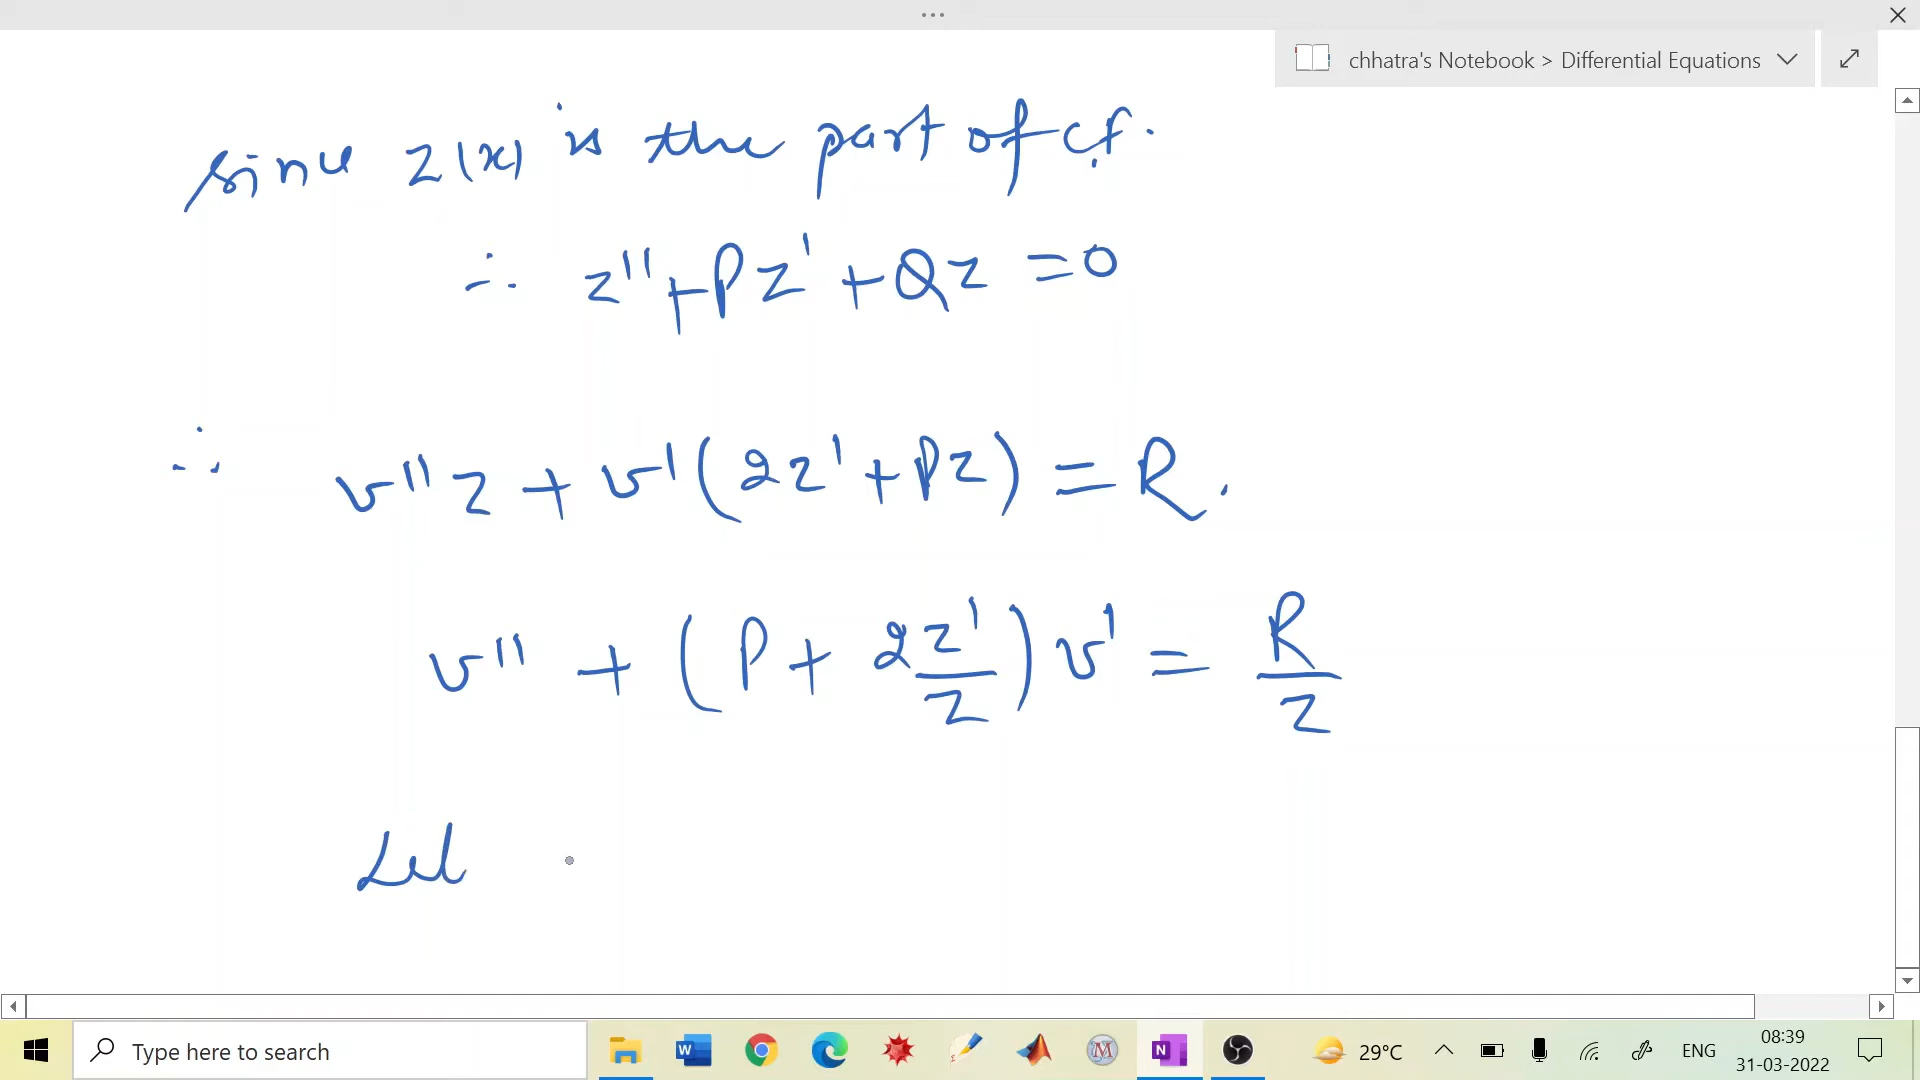 chhatra's Notebook > Differential Equations
since z(x) is the part of C.F.
∴ z'' + Pz' + Qz = 0
∴ v''z + v'(2z' + Pz) = R.
v'' + (P + 2z'/z) v' = R/z
Let
Type here to search
29°C
ENG
08:39
31-03-2022